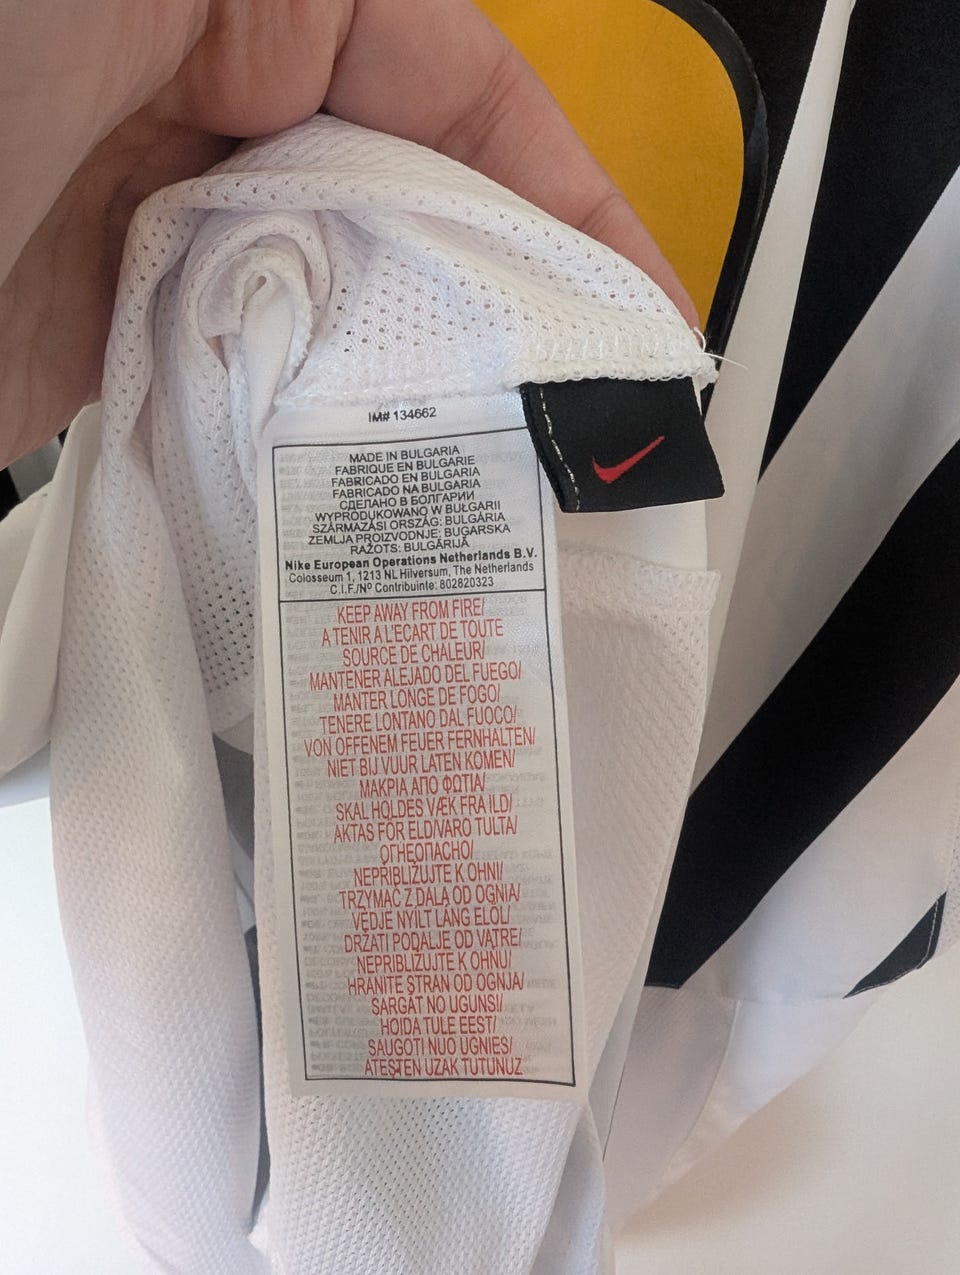 IM# 134662
MADE IN BULGARIA
FABRIQUE EN BULGARIE
FABRICADO EN BULGARIA
FABRICADO NA BULGARIA
СДЕЛАНО В БОЛГАРИИ
WYPRODUKOWANO W BUŁGARII
SZÁRMAZÁSI ORSZÁG: BULGÁRIA
ZEMLJA PROIZVODNJE: BUGARSKA
RAŽOTS: BULGĀRIJĀ
Nike European Operations Netherlands B.V.
Colosseum 1, 1213 NL Hilversum, The Netherlands
C.I.F./Nº Contribuinte: 802820323
KEEP AWAY FROM FIRE/
A TENIR A L'ECART DE TOUTE
SOURCE DE CHALEUR/
MANTENER ALEJADO DEL FUEGO/
MANTER LONGE DE FOGO/
TENERE LONTANO DAL FUOCO/
VON OFFENEM FEUER FERNHALTEN/
NIET BIJ VUUR LATEN KOMEN/
ΜΑΚΡΙΑ ΑΠΟ ΦΩΤΙΑ/
SKAL HOLDES VÆK FRA ILD/
AKTAS FÖR ELD/VARO TULTA/
ОГНЕОПАСНО/
NEPŘIBLIŽUJTE K OHNI/
TRZYMAĆ Z DALA OD OGNIA/
VÉDJE NYÍLT LÁNG ELŐL/
DRŽATI PODALJE OD VATRE/
NEPRIBLIŽUJTE K OHŇU/
HRANITE STRAN OD OGNJA/
SARGĀT NO UGUNS/
HOIDA TULE EEST/
SAUGOTI NUO UGNIES/
ATEŞTEN UZAK TUTUNUZ